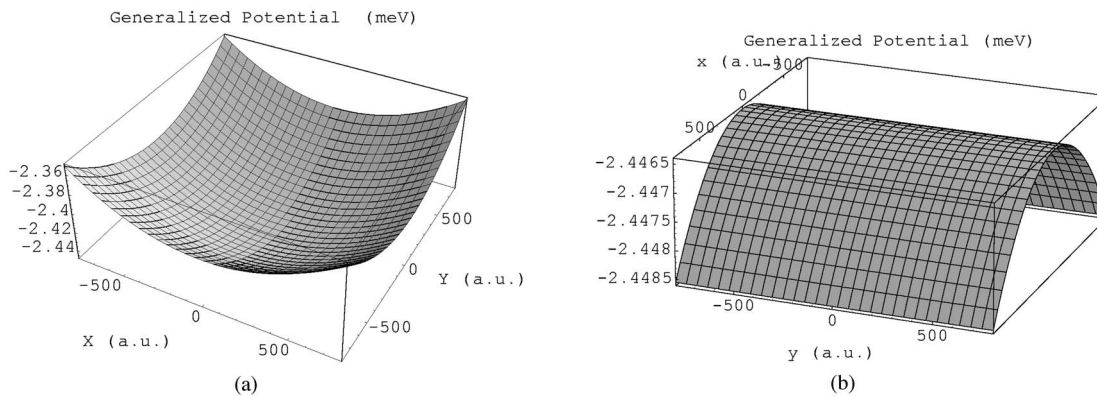 Generalized Potential (meV)
-2.36
-2.38
-2.4
-2.42
-2.44
-500
0
500
X (a.u.)
500
0
-500
Y (a.u.)
(a)
Generalized Potential (meV)
x (a.u.)
-500
0
500
-2.4465
-2.447
-2.4475
-2.448
-2.4485
-500
0
500
y (a.u.)
(b)